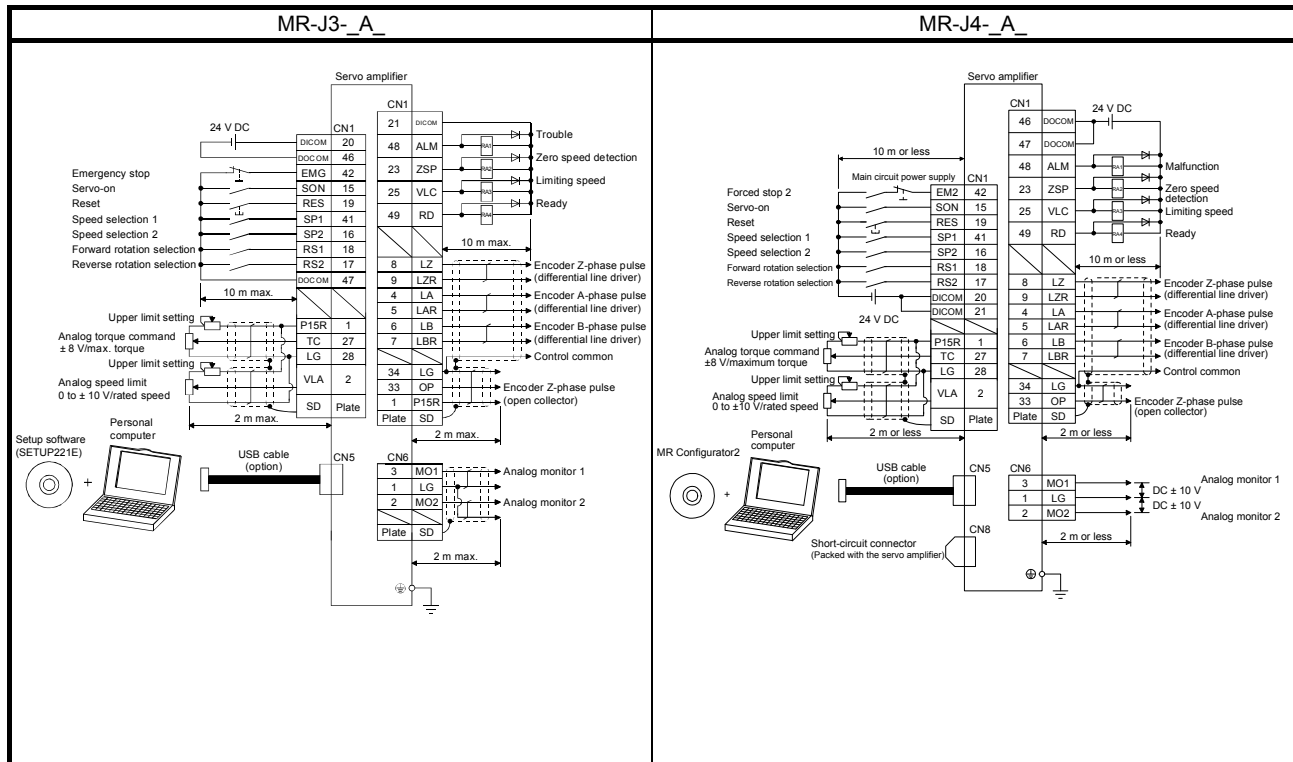 MR-J3-_A_
Servo amplifier
CN1
21 DICOM
48 ALM RA1 Trouble
23 ZSP RA2 Zero speed detection
25 VLC RA3 Limiting speed
49 RD RA4 Ready
10 m max.
8 LZ Encoder Z-phase pulse
9 LZR (differential line driver)
4 LA Encoder A-phase pulse
5 LAR (differential line driver)
6 LB Encoder B-phase pulse
7 LBR (differential line driver)
Control common
34 LG
33 OP Encoder Z-phase pulse
1 P15R (open collector)
Plate SD
2 m max.
24 V DC
CN1
DICOM 20
DOCOM 46
Emergency stop EMG 42
Servo-on SON 15
Reset RES 19
Speed selection 1 SP1 41
Speed selection 2 SP2 16
Forward rotation selection RS1 18
Reverse rotation selection RS2 17
DOCOM 47
10 m max.
Upper limit setting
P15R 1
Analog torque command TC 27
± 8 V/max. torque LG 28
Upper limit setting
Analog speed limit VLA 2
0 to ± 10 V/rated speed
SD Plate
2 m max.
Setup software
(SETUP221E)
Personal
computer
+
USB cable
(option)
CN5
CN6
3 MO1 Analog monitor 1
1 LG
2 MO2 Analog monitor 2
Plate SD
2 m max.
MR-J4-_A_
Servo amplifier
CN1
24 V DC
46 DOCOM
47 DOCOM
48 ALM RA1 Malfunction
23 ZSP RA2 Zero speed
detection
25 VLC RA3 Limiting speed
49 RD RA4 Ready
10 m or less
8 LZ Encoder Z-phase pulse
9 LZR (differential line driver)
4 LA Encoder A-phase pulse
5 LAR (differential line driver)
6 LB Encoder B-phase pulse
7 LBR (differential line driver)
Control common
34 LG
33 OP Encoder Z-phase pulse
Plate SD (open collector)
2 m or less
10 m or less
Main circuit power supply
CN1
Forced stop 2 EM2 42
Servo-on SON 15
Reset RES 19
Speed selection 1 SP1 41
Speed selection 2 SP2 16
Forward rotation selection RS1 18
Reverse rotation selection RS2 17
DICOM 20
DICOM 21
24 V DC
Upper limit setting
P15R 1
Analog torque command TC 27
±8 V/maximum torque LG 28
Upper limit setting
Analog speed limit VLA 2
0 to ±10 V/rated speed
SD Plate
2 m or less
MR Configurator2
Personal
computer
+
USB cable
(option)
CN5
CN6
3 MO1 Analog monitor 1
DC ± 10 V
1 LG
DC ± 10 V
2 MO2 Analog monitor 2
2 m or less
CN8
Short-circuit connector
(Packed with the servo amplifier)